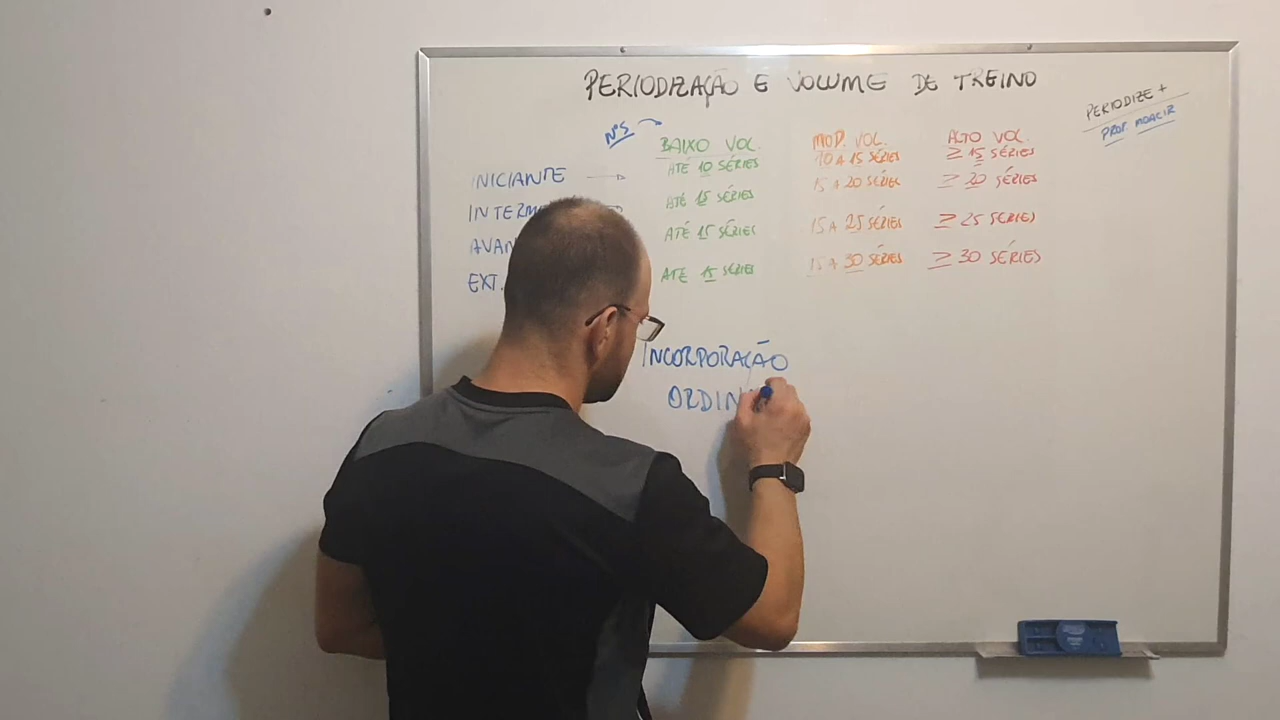 PERIODIZAÇÃO E VOLUME DE TREINO
PERIODIZE +
PROF. MOACIR
NºS
BAIXO VOL. MOD. VOL. ALTO VOL.
INICIANTE → ATÉ 10 SÉRIES 10 A 15 SÉRIES ≥ 15 SÉRIES
INTERM ATÉ 15 SÉRIES 15 A 20 SÉRIES ≥ 20 SÉRIES
AVAN ATÉ 15 SÉRIES 15 A 25 SÉRIES ≥ 25 SÉRIES
EXT. ATÉ 15 SÉRIES 15 A 30 SÉRIES ≥ 30 SÉRIES
INCORPORAÇÃO
ORDIN